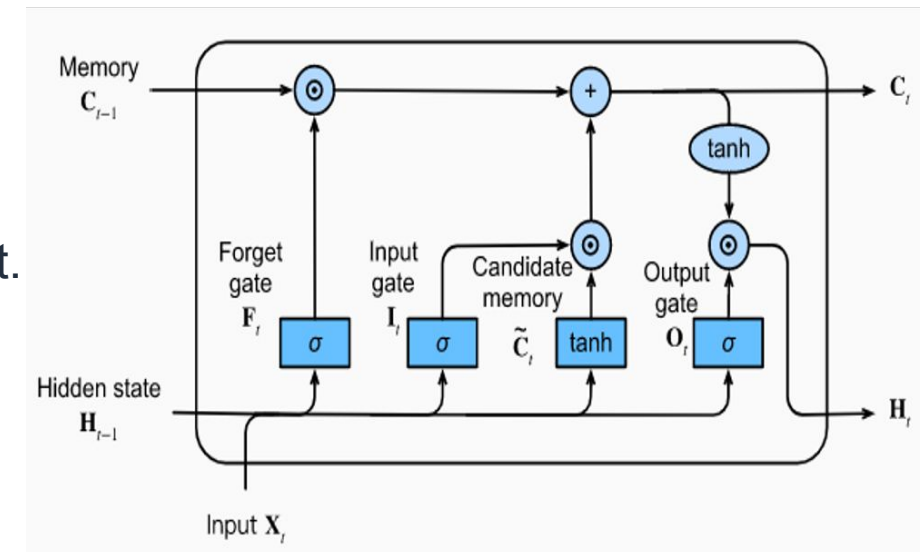 Memory
C_{t-1}
⊙
+
C_t
tanh
t.
Forget
gate
F_t
Input
gate
I_t
⊙
Candidate
memory
C̃_t
Output
gate
O_t
⊙
σ
σ
tanh
σ
Hidden state
H_{t-1}
H_t
Input X_t